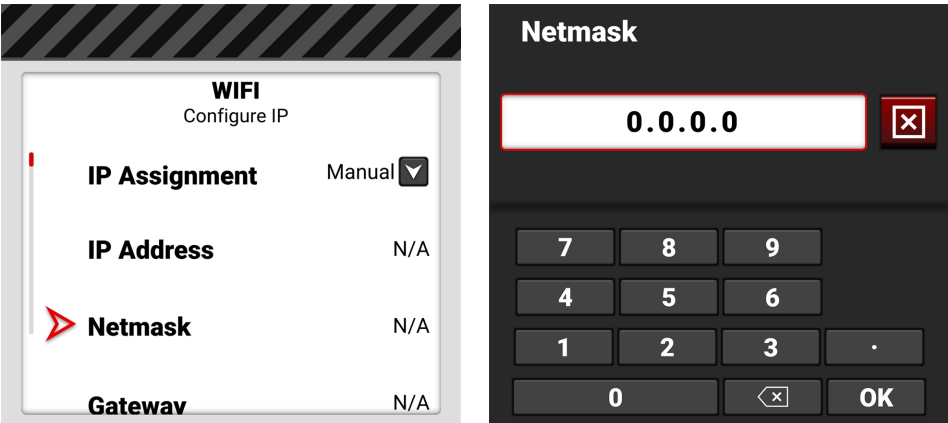 WIFI
Configure IP
IP Assignment Manual
IP Address N/A
Netmask N/A
Gateway N/A
Netmask
0.0.0.0
7 8 9
4 5 6
1 2 3 .
0 OK